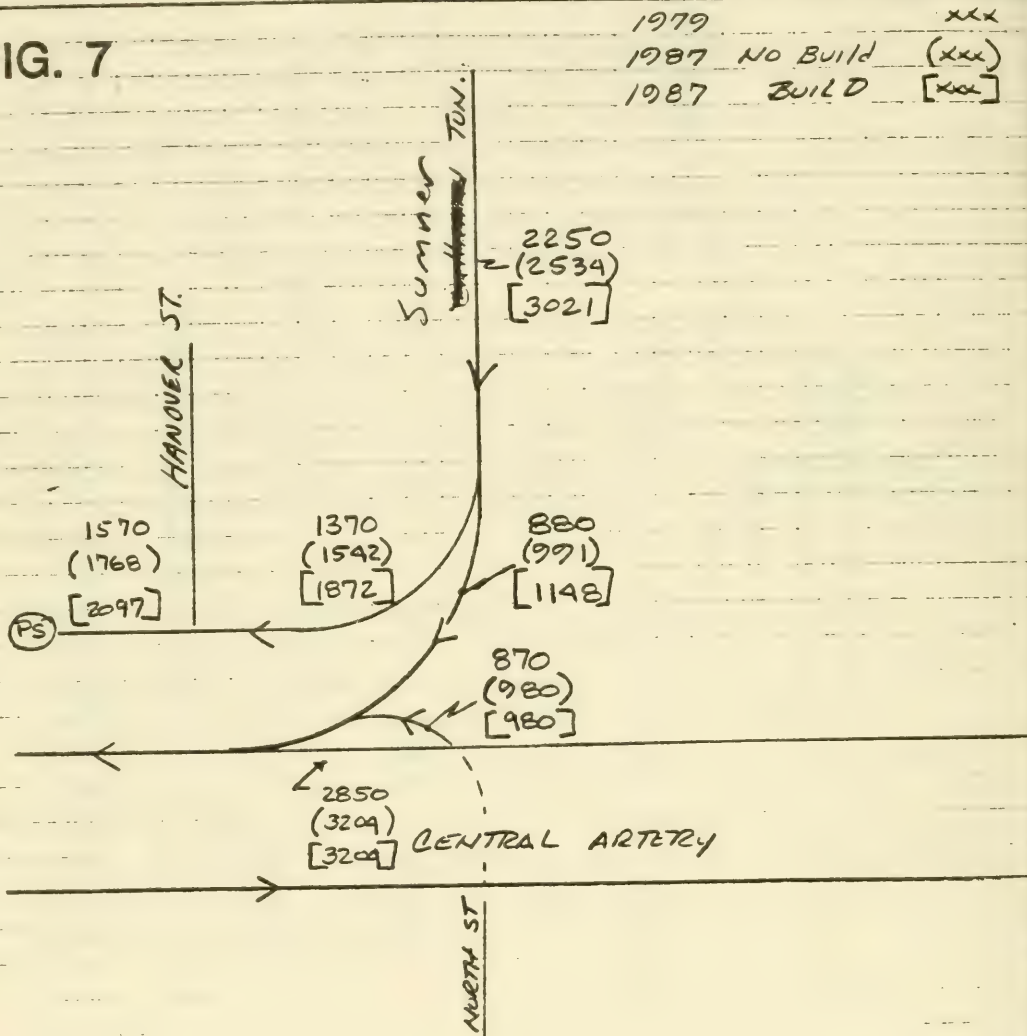 IG. 7
1979 xxx
1987 NO BUILD (xxx)
1987 BUILD [xxx]
Sumner TUN.
2250
(2534)
[3021]
HANOVER ST.
1570
(1768)
[2097]
1370
(1542)
[1872]
880
(991)
[1148]
PS
870
(980)
[980]
2850
(3209)
[3209]
CENTRAL ARTERY
NORTH ST